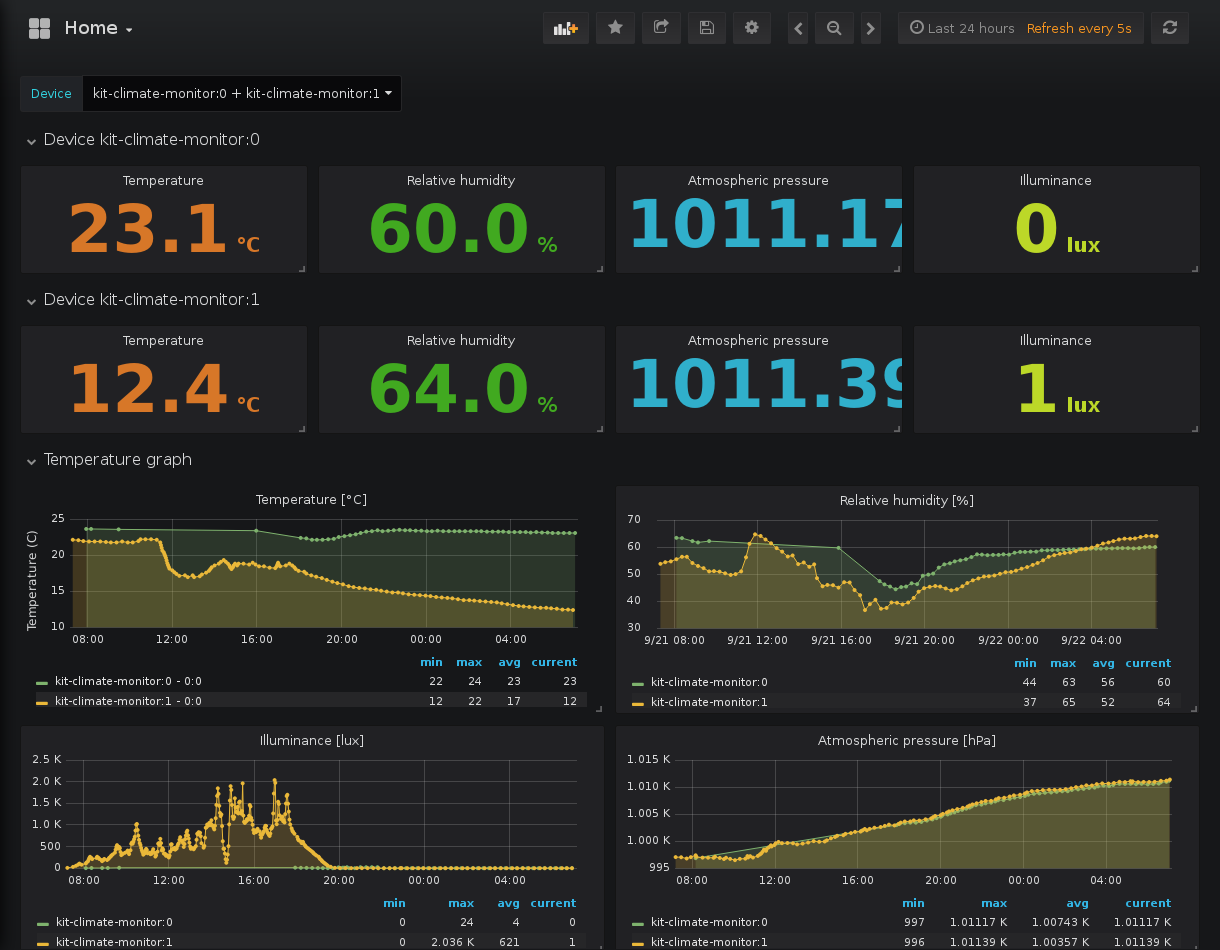 Home
Last 24 hours Refresh every 5s
Device kit-climate-monitor:0 + kit-climate-monitor:1
Device kit-climate-monitor:0
Temperature Relative humidity Atmospheric pressure Illuminance
23.1 °C 60.0 % 1011.17 0 lux
Device kit-climate-monitor:1
Temperature Relative humidity Atmospheric pressure Illuminance
12.4 °C 64.0 % 1011.39 1 lux
Temperature graph
Temperature [°C]
Temperature (C)
25
20
15
10
08:00 12:00 16:00 20:00 00:00 04:00
min max avg current
kit-climate-monitor:0 - 0:0 22 24 23 23
kit-climate-monitor:1 - 0:0 12 22 17 12
Relative humidity [%]
70
60
50
40
30
9/21 08:00 9/21 12:00 9/21 16:00 9/21 20:00 9/22 00:00 9/22 04:00
min max avg current
kit-climate-monitor:0 44 63 56 60
kit-climate-monitor:1 37 65 52 64
Illuminance [lux]
2.5 K
2.0 K
1.5 K
1.0 K
500
0
08:00 12:00 16:00 20:00 00:00 04:00
min max avg current
kit-climate-monitor:0 0 24 4 0
kit-climate-monitor:1 0 2.036 K 621 1
Atmospheric pressure [hPa]
1.015 K
1.010 K
1.005 K
1.000 K
995
08:00 12:00 16:00 20:00 00:00 04:00
min max avg current
kit-climate-monitor:0 997 1.01117 K 1.00743 K 1.01117 K
kit-climate-monitor:1 996 1.01139 K 1.00357 K 1.01139 K